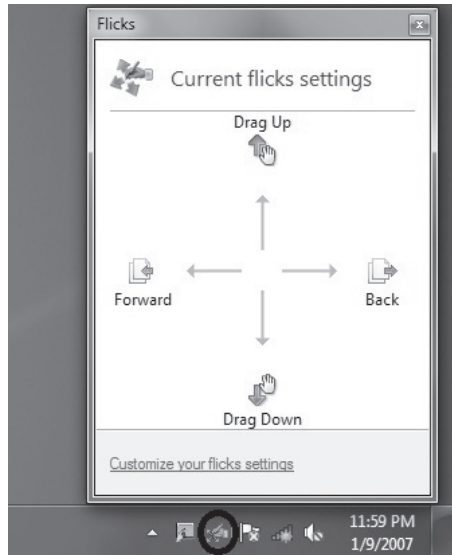 Flicks
Current flicks settings
Drag Up
Forward
Back
Drag Down
Customize your flicks settings
11:59 PM
1/9/2007